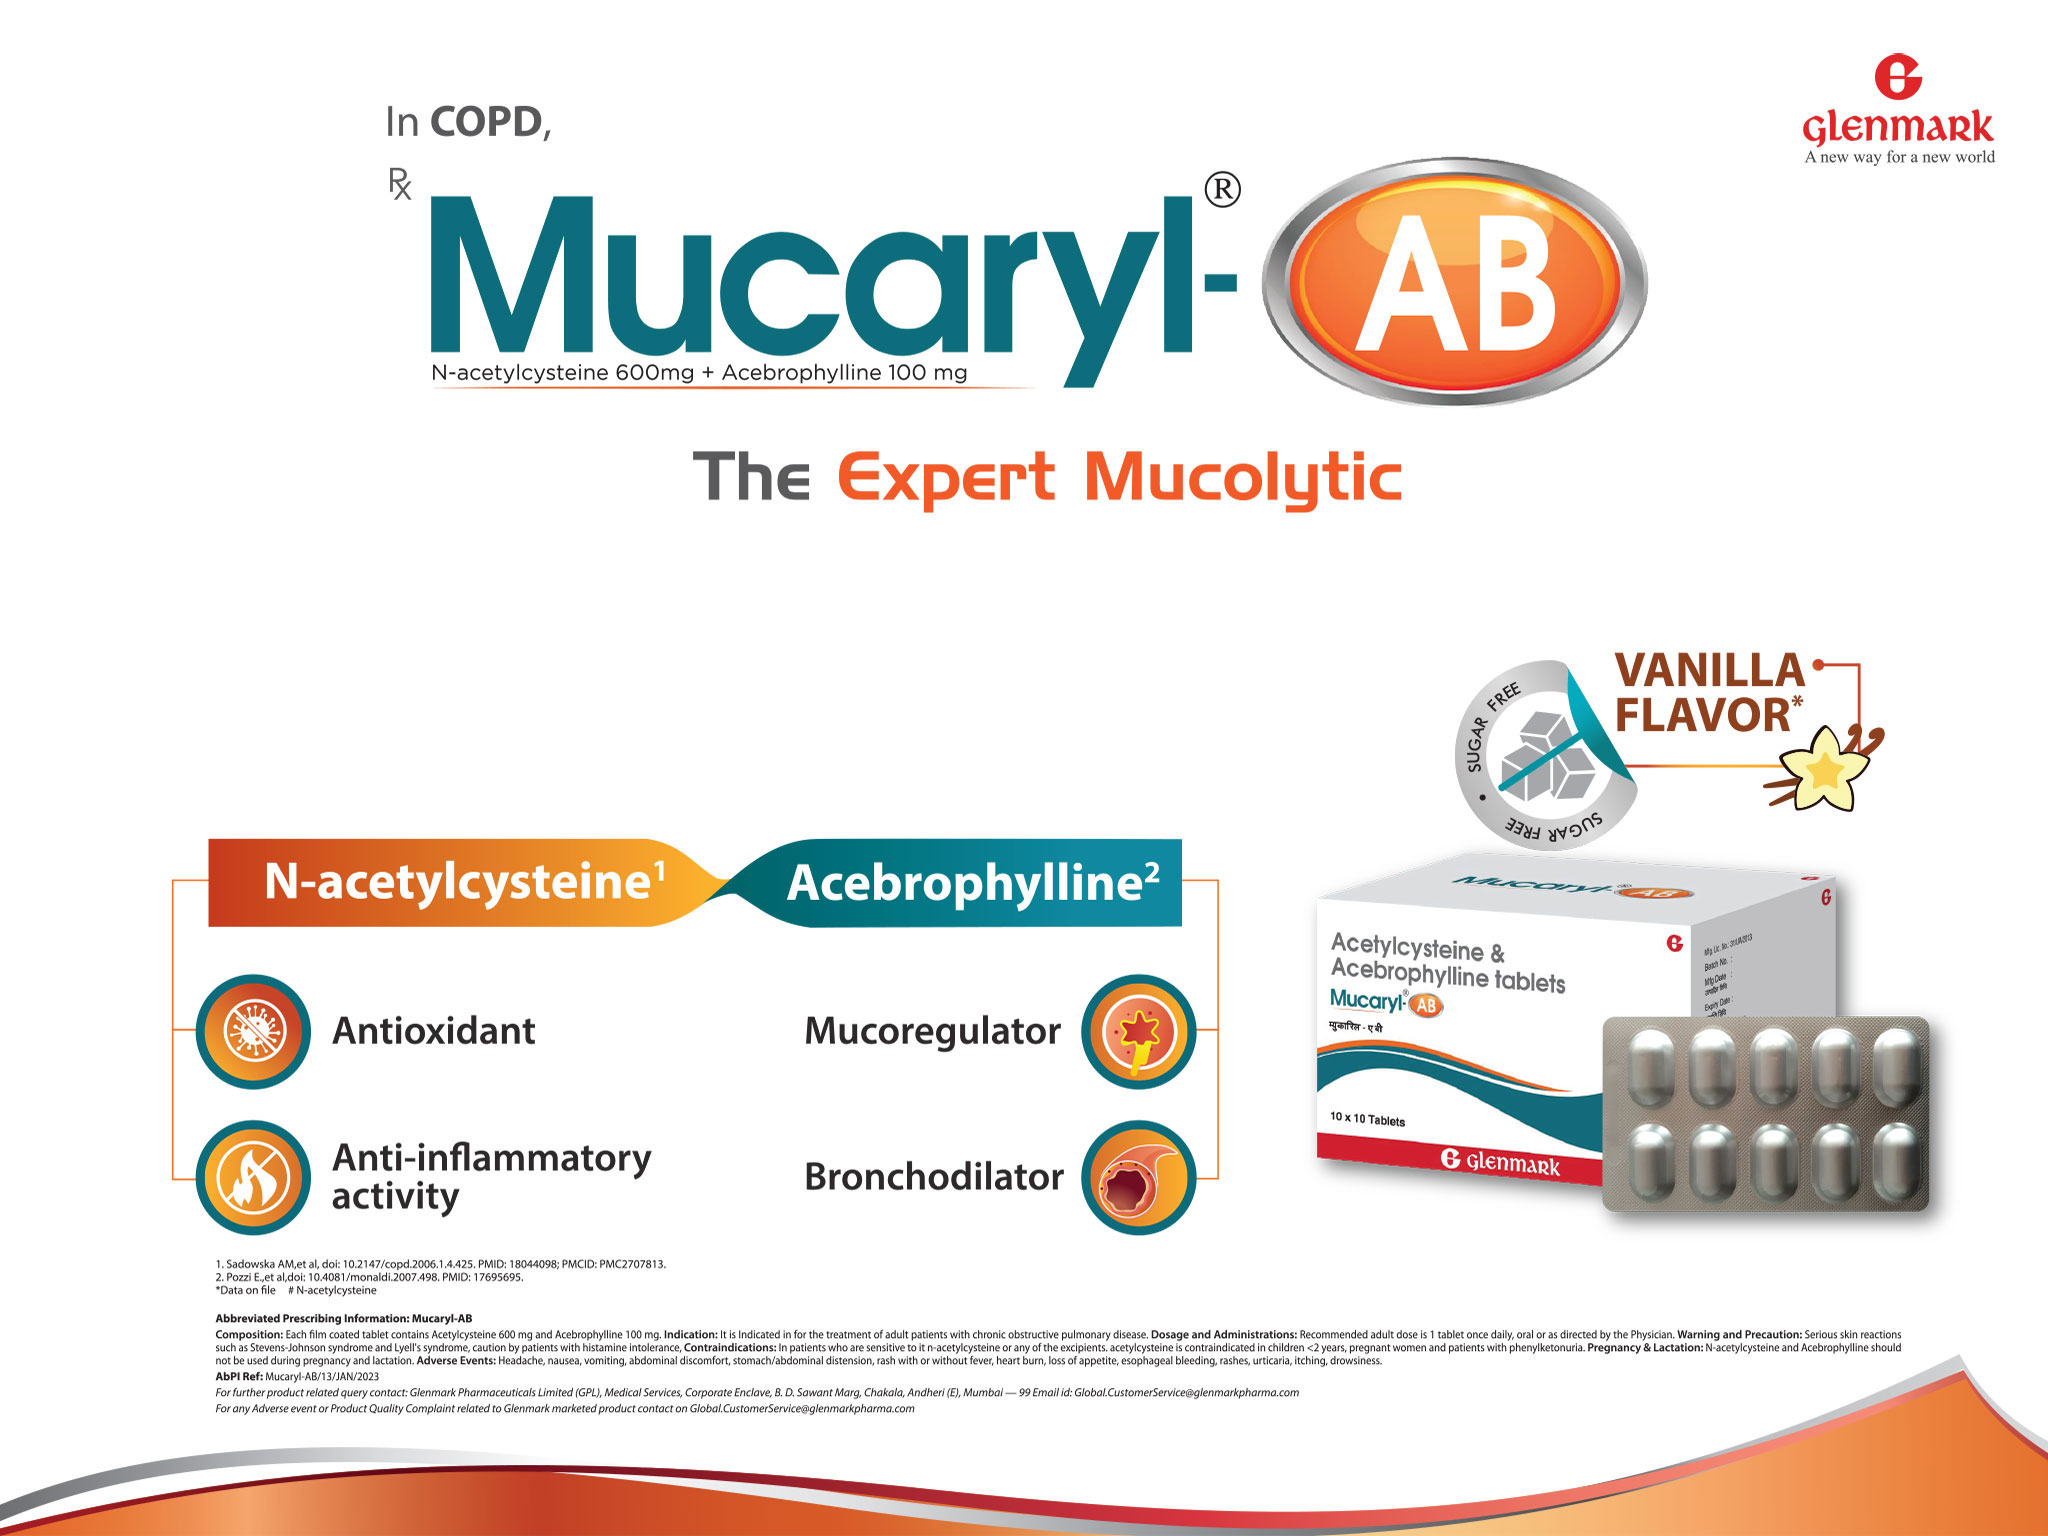 glenmark
A new way for a new world
In COPD,
℞
Mucaryl-® AB
N-acetylcysteine 600mg + Acebrophylline 100 mg
The Expert Mucolytic
VANILLA
FLAVOR*
SUGAR FREE
• SUGAR FREE
N-acetylcysteine¹
Acebrophylline²
Antioxidant
Anti-inflammatory
activity
Mucoregulator
Bronchodilator
Mucaryl-® AB
Acetylcysteine &
Acebrophylline tablets
Mucaryl-® AB
म्युकारिल - ए बी
10 x 10 Tablets
glenmark
Batch No. :
Mfg Date :
Expiry Date :
1. Sadowska AM,et al, doi: 10.2147/copd.2006.1.4.425. PMID: 18044098; PMCID: PMC2707813.
2. Pozzi E.,et al,doi: 10.4081/monaldi.2007.498. PMID: 17695695.
*Data on file # N-acetylcysteine
Abbreviated Prescribing Information: Mucaryl-AB
Composition: Each film coated tablet contains Acetylcysteine 600 mg and Acebrophylline 100 mg. Indication: It is Indicated in for the treatment of adult patients with chronic obstructive pulmonary disease. Dosage and Administrations: Recommended adult dose is 1 tablet once daily, oral or as directed by the Physician. Warning and Precaution: Serious skin reactions
such as Stevens-Johnson syndrome and Lyell's syndrome, caution by patients with histamine intolerance, Contraindications: In patients who are sensitive to it n-acetylcysteine or any of the excipients. acetylcysteine is contraindicated in children <2 years, pregnant women and patients with phenylketonuria. Pregnancy & Lactation: N-acetylcysteine and Acebrophylline should
not be used during pregnancy and lactation. Adverse Events: Headache, nausea, vomiting, abdominal discomfort, stomach/abdominal distension, rash with or without fever, heart burn, loss of appetite, esophageal bleeding, rashes, urticaria, itching, drowsiness.
AbPI Ref: Mucaryl-AB/13/JAN/2023
For further product related query contact: Glenmark Pharmaceuticals Limited (GPL), Medical Services, Corporate Enclave, B. D. Sawant Marg, Chakala, Andheri (E), Mumbai — 99 Email id: Global.CustomerService@glenmarkpharma.com
For any Adverse event or Product Quality Complaint related to Glenmark marketed product contact on Global.CustomerService@glenmarkpharma.com